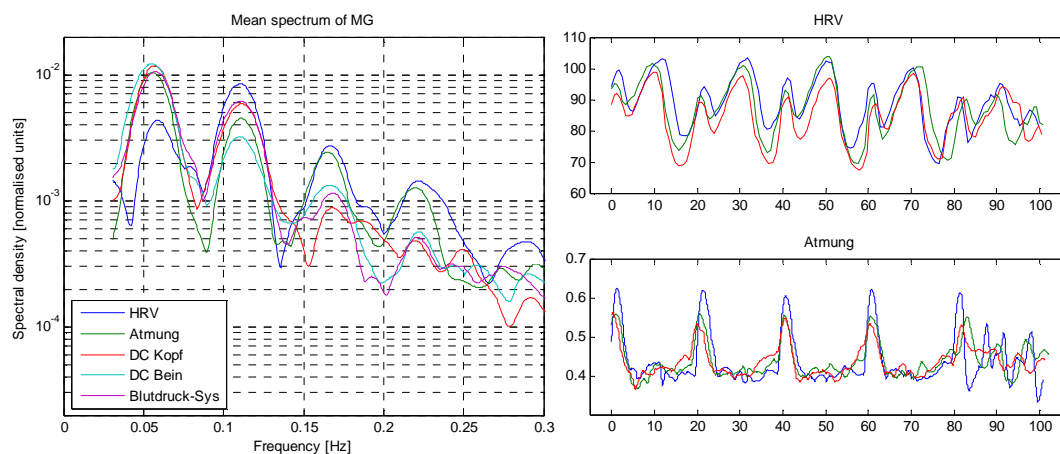 Mean spectrum of MG
Spectral density [normalised units]
10^-2
10^-3
10^-4
HRV
Atmung
DC Kopf
DC Bein
Blutdruck-Sys
0 0.05 0.1 0.15 0.2 0.25 0.3
Frequency [Hz]
HRV
110
100
90
80
70
60
0 10 20 30 40 50 60 70 80 90 100
Atmung
0.7
0.6
0.5
0.4
0 10 20 30 40 50 60 70 80 90 100